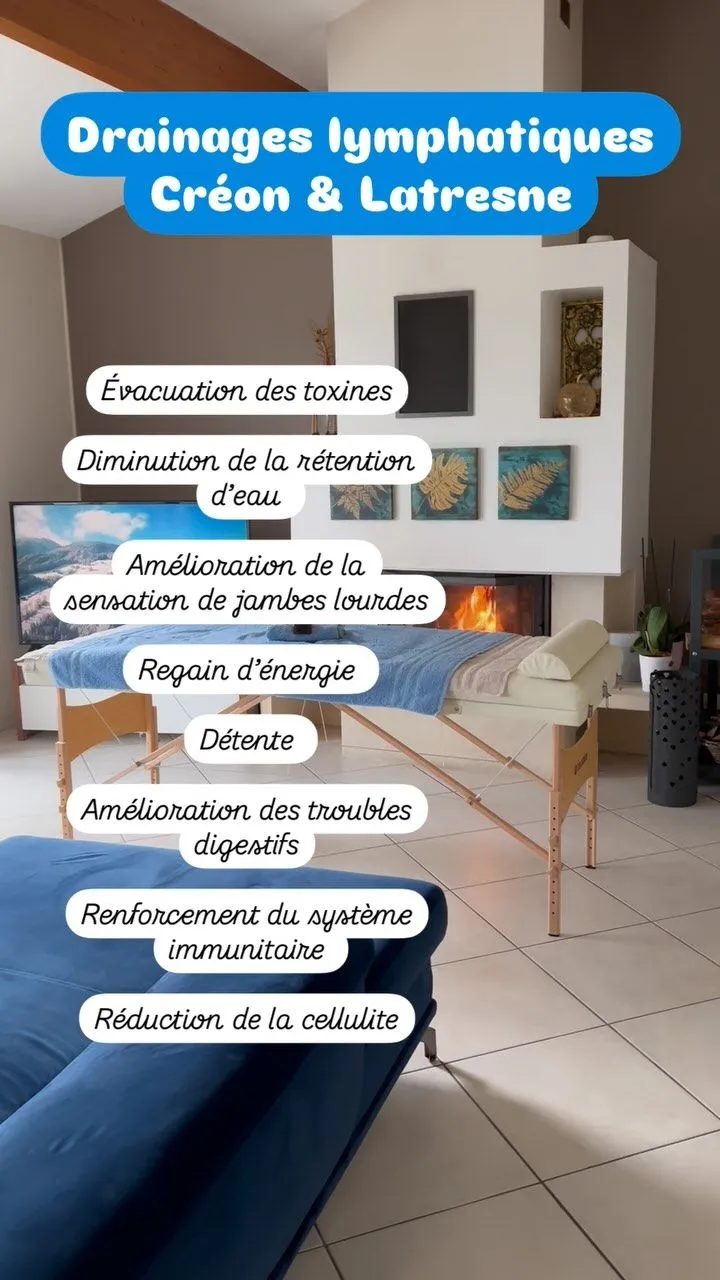 Drainages lymphatiques
Créon & Latresne
Évacuation des toxines
Diminution de la rétention
d'eau
Amélioration de la
sensation de jambes lourdes
Regain d'énergie
Détente
Amélioration des troubles
digestifs
Renforcement du système
immunitaire
Réduction de la cellulite